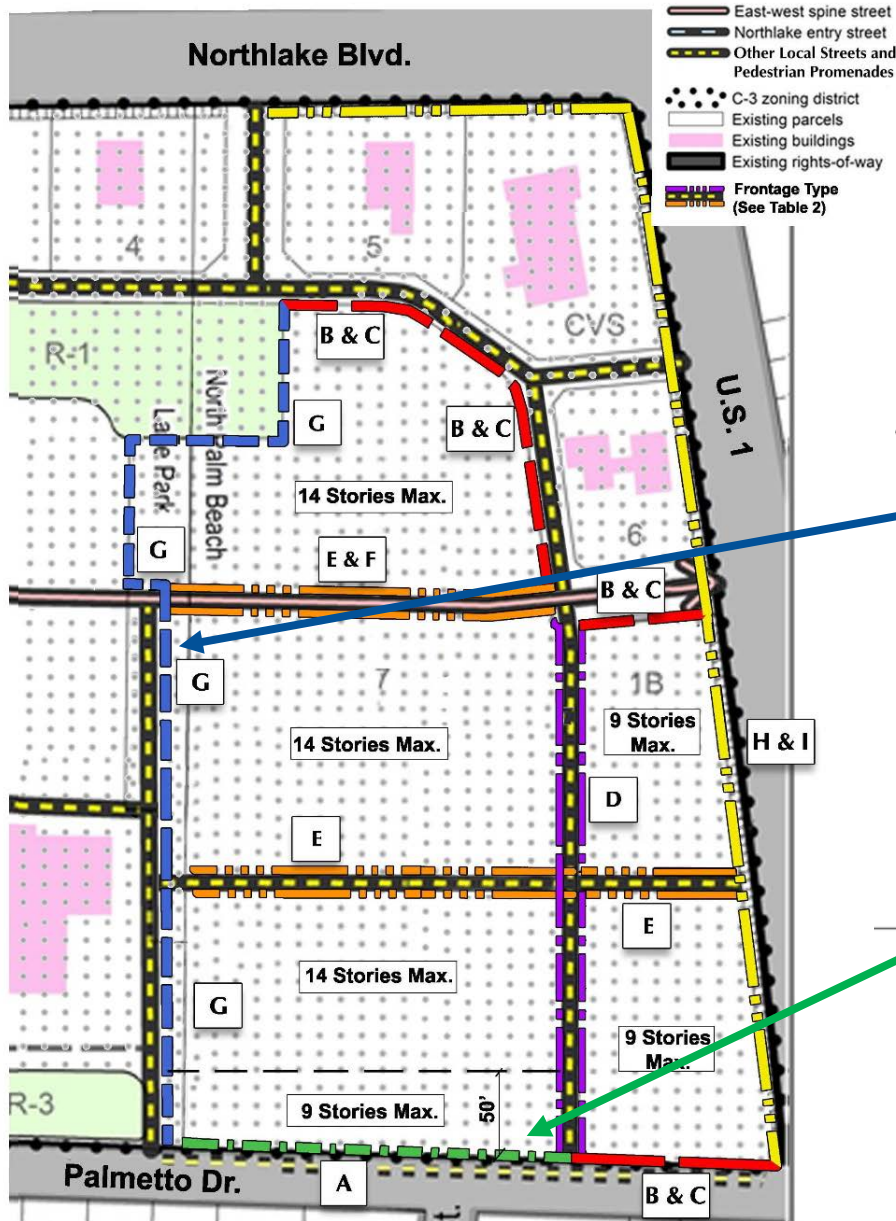 East-west spine street
Northlake entry street
Other Local Streets and
Pedestrian Promenades
C-3 zoning district
Existing parcels
Existing buildings
Existing rights-of-way
Frontage Type
(See Table 2)
Northlake Blvd.
4
5
CVS
R-1
B & C
U.S. 1
North Palm Beach
Lake Park
G
B & C
14 Stories Max.
6
G
E & F
B & C
G
7
1B
14 Stories Max.
9 Stories
Max.
H & I
D
E
E
14 Stories Max.
G
9 Stories
Max.
R-3
9 Stories Max.
50'
Palmetto Dr.
A
B & C
t.